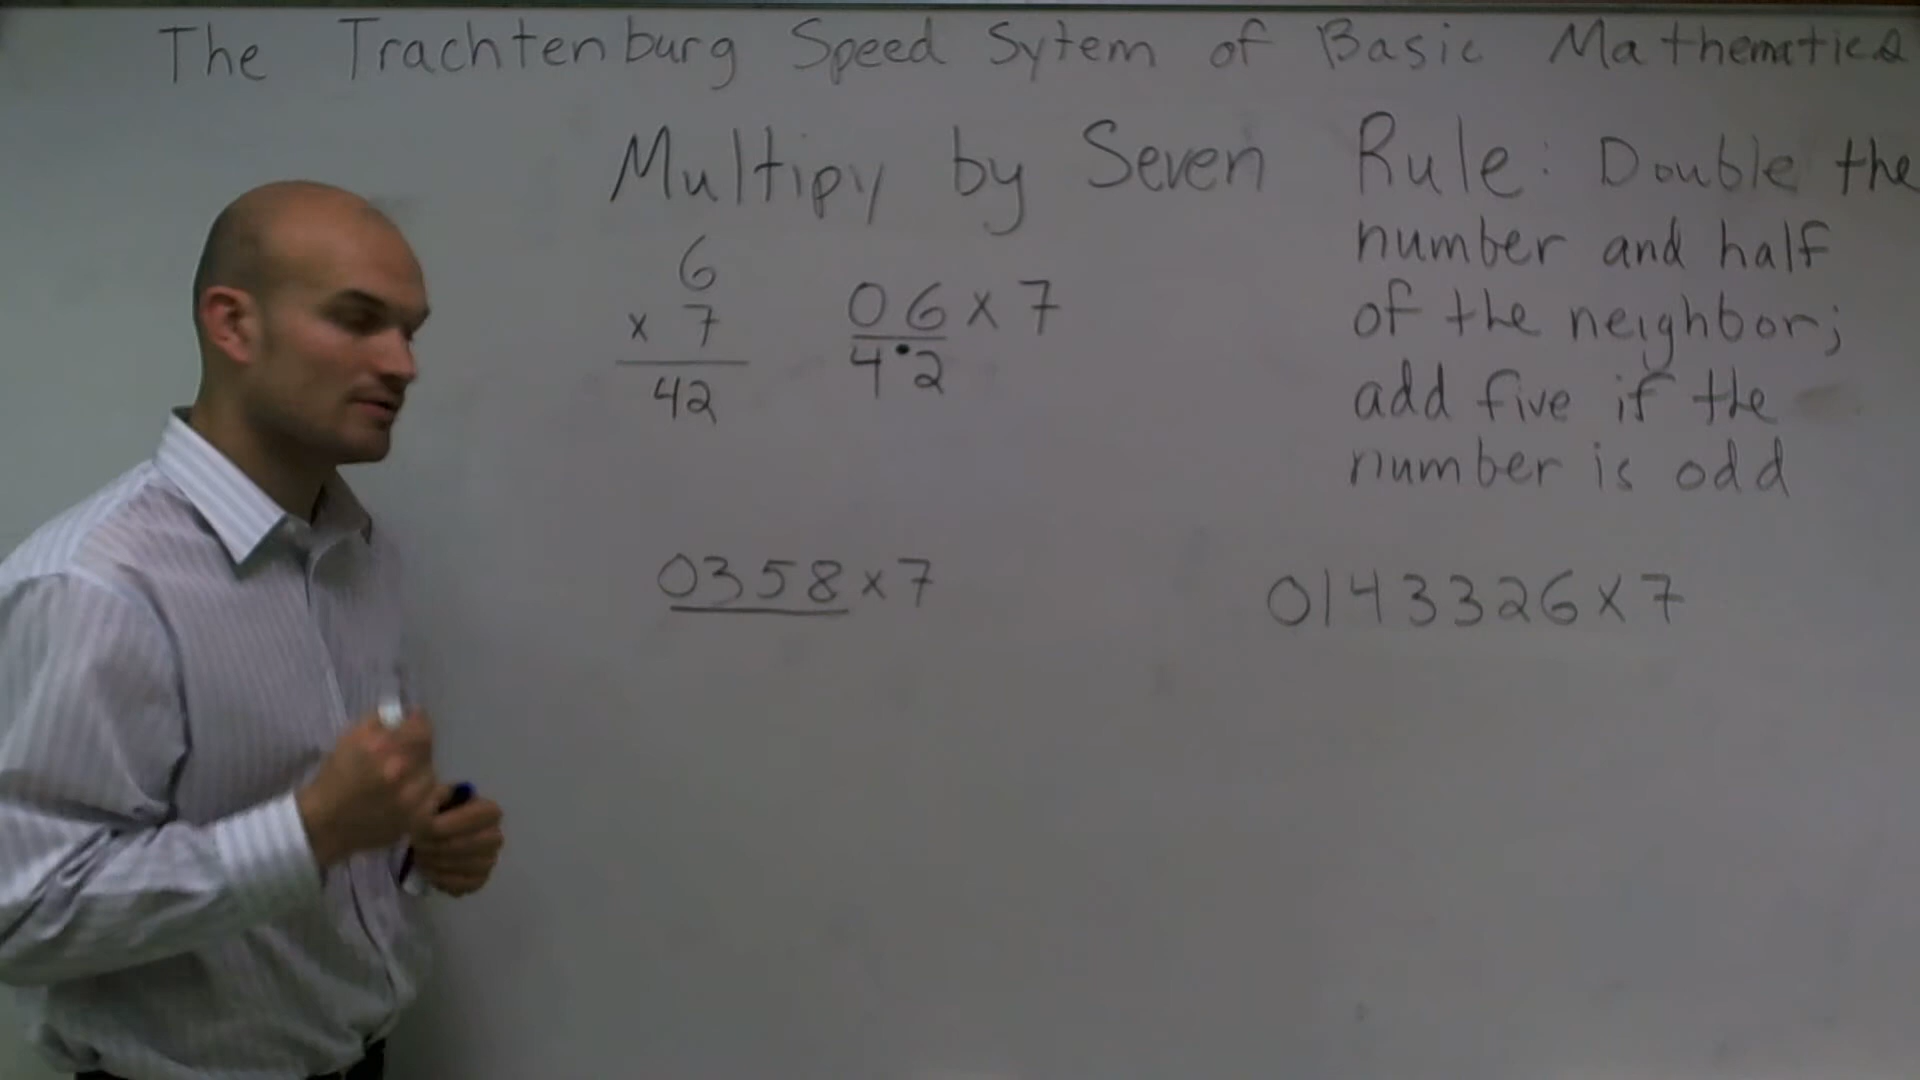 The Trachtenburg Speed Sytem of Basic Mathematics
Multipy by Seven
Rule: Double the
number and half
of the neighbor;
add five if the
number is odd
6
x 7
42
06 x 7
4•2
0358 x 7
0143326 x 7